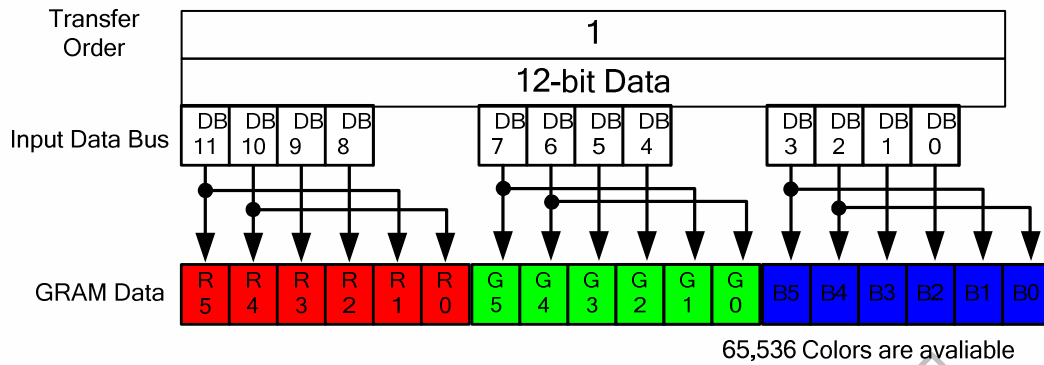 Transfer Order
1
12-bit Data
Input Data Bus
DB 11 DB 10 DB 9 DB 8 DB 7 DB 6 DB 5 DB 4 DB 3 DB 2 DB 1 DB 0
GRAM Data
R 5 R 4 R 3 R 2 R 1 R 0 G 5 G 4 G 3 G 2 G 1 G 0 B5 B4 B3 B2 B1 B0
65,536 Colors are avaliable